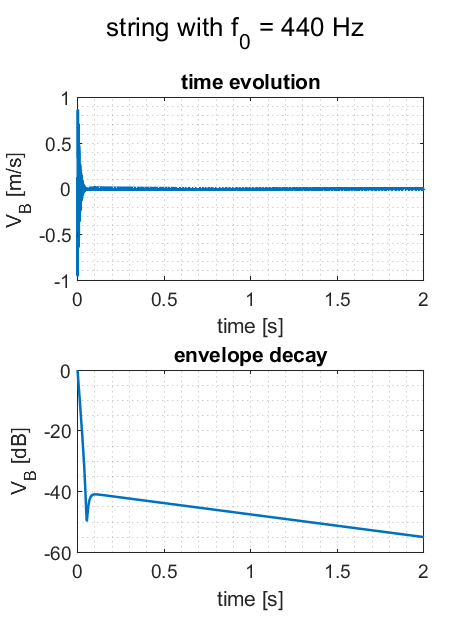 string with f0 = 440 Hz
time evolution
1
0.5
0
-0.5
-1
VB [m/s]
0 0.5 1 1.5 2
time [s]
envelope decay
0
-20
-40
-60
VB [dB]
0 0.5 1 1.5 2
time [s]